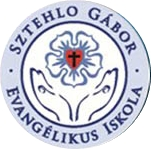 SZTEHLO GÁBOR
EVANGÉLIKUS ISKOLA